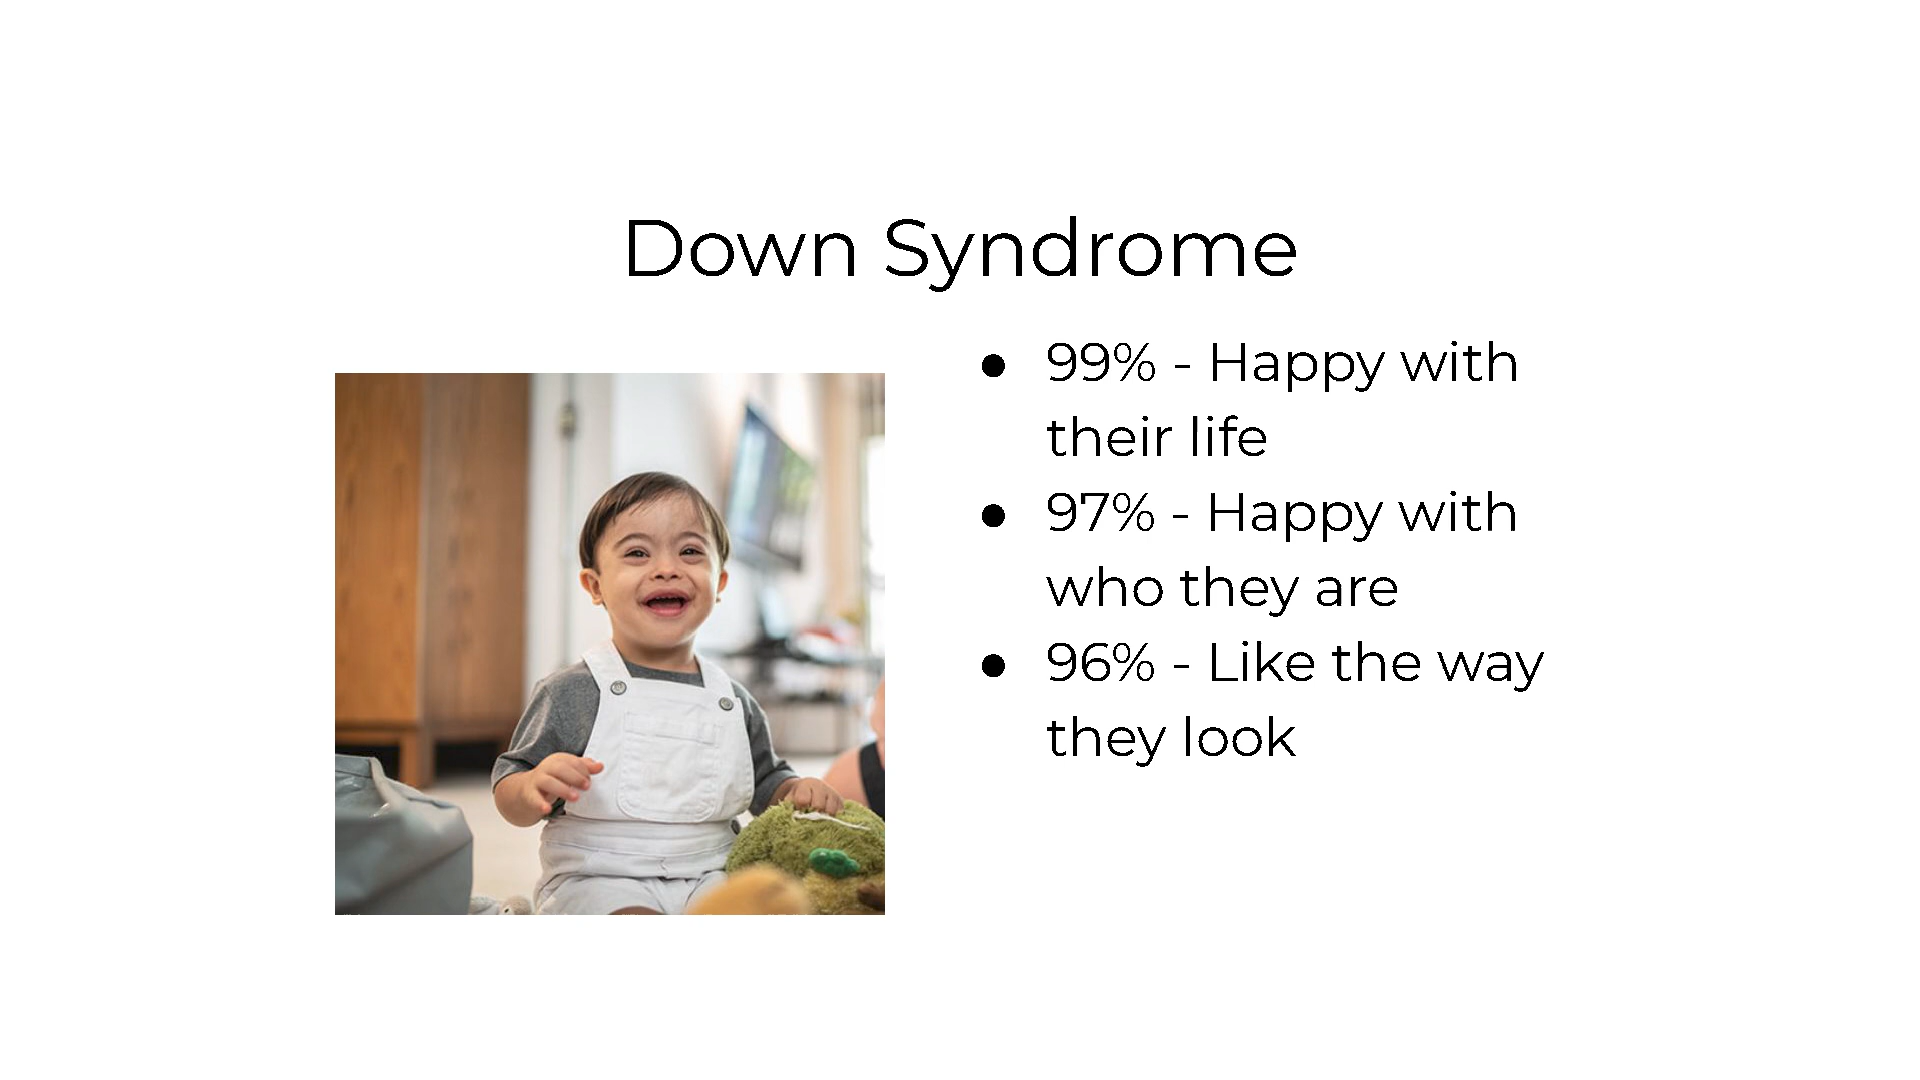 Down Syndrome
● 99% - Happy with
their life
● 97% - Happy with
who they are
● 96% - Like the way
they look